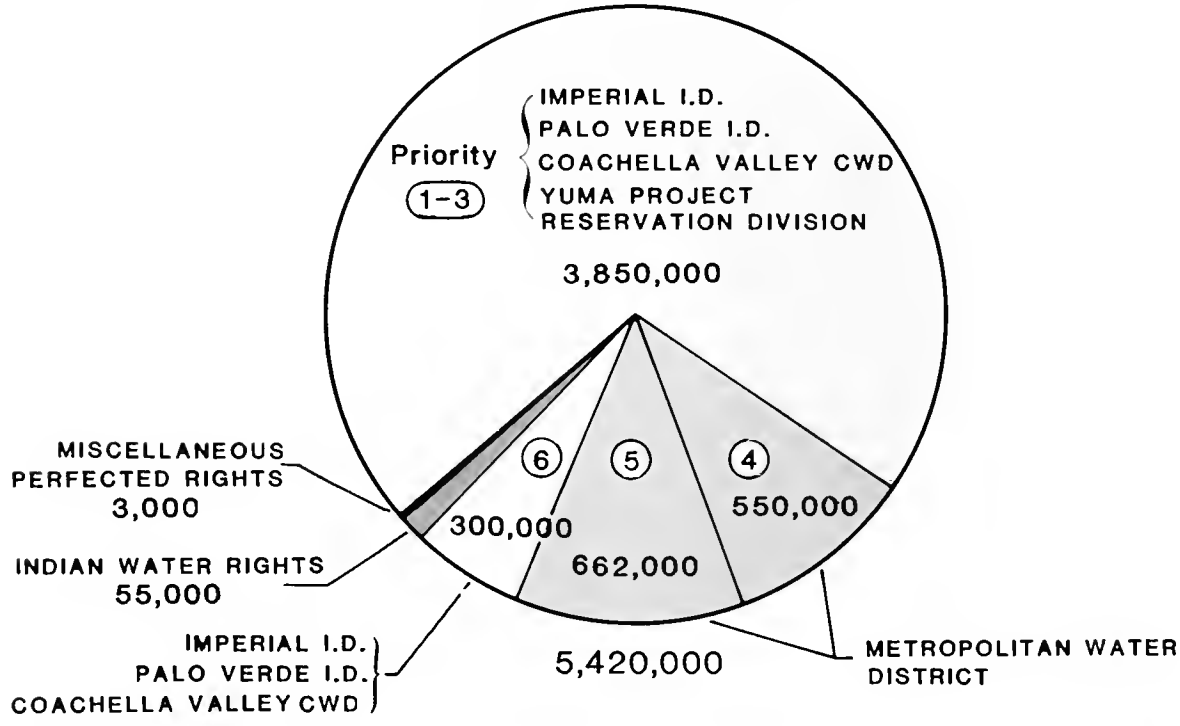 IMPERIAL I.D.
PALO VERDE I.D.
Priority
COACHELLA VALLEY CWD
1-3
YUMA PROJECT
RESERVATION DIVISION
3,850,000
6
5
4
MISCELLANEOUS
PERFECTED RIGHTS
3,000
550,000
300,000
INDIAN WATER RIGHTS
55,000
662,000
IMPERIAL I.D.
PALO VERDE I.D.
COACHELLA VALLEY CWD
5,420,000
METROPOLITAN WATER
DISTRICT